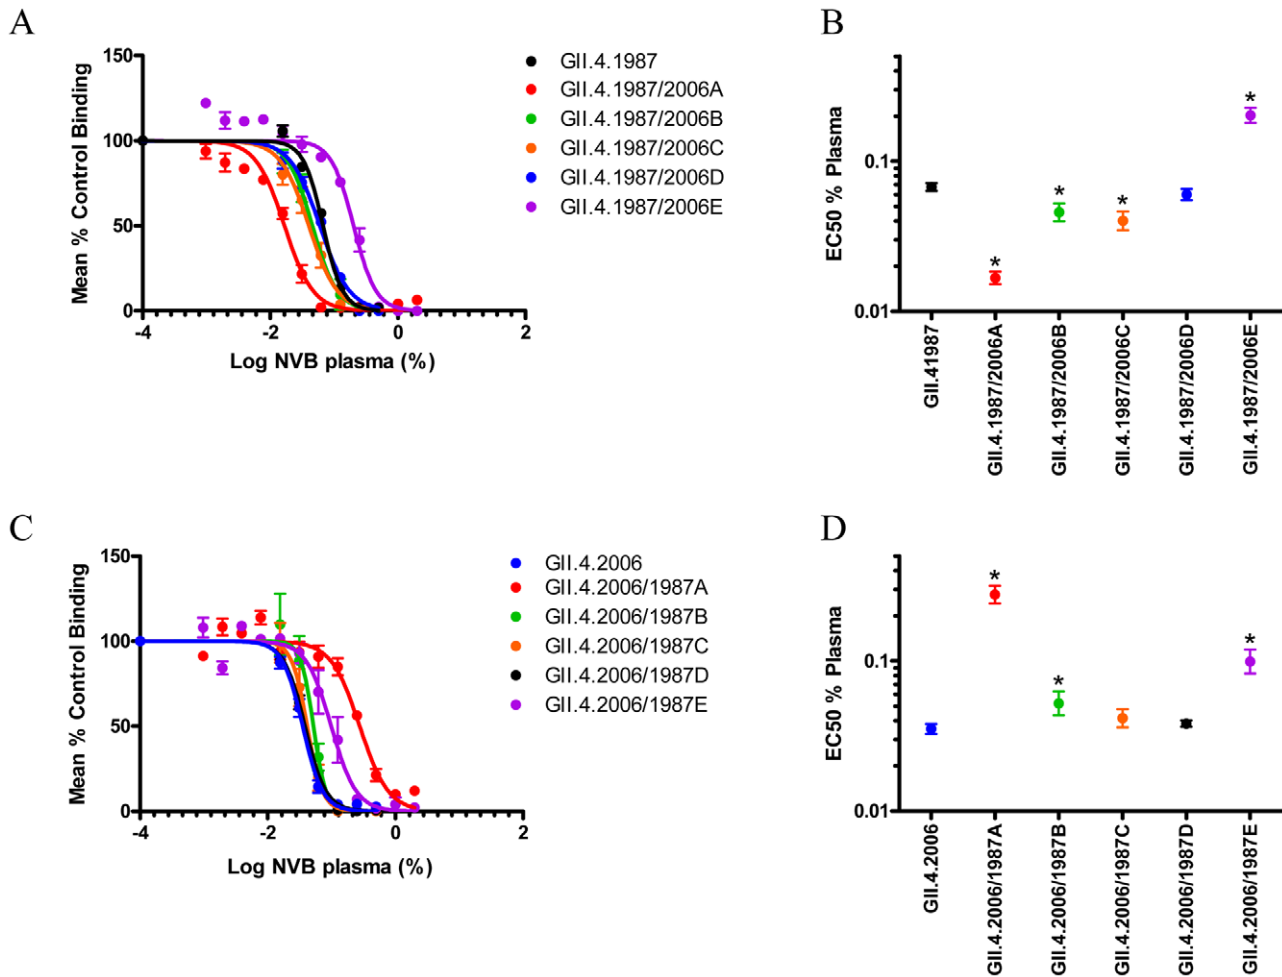 A
150
100
50
0
-4
-2
0
2
Mean % Control Binding
Log NVB plasma (%)
GII.4.1987
GII.4.1987/2006A
GII.4.1987/2006B
GII.4.1987/2006C
GII.4.1987/2006D
GII.4.1987/2006E
B
0.1
0.01
EC50 % Plasma
*
*
*
*
GII.41987
GII.4.1987/2006A
GII.4.1987/2006B
GII.4.1987/2006C
GII.4.1987/2006D
GII.4.1987/2006E
C
150
100
50
0
-4
-2
0
2
Mean % Control Binding
Log NVB plasma (%)
GII.4.2006
GII.4.2006/1987A
GII.4.2006/1987B
GII.4.2006/1987C
GII.4.2006/1987D
GII.4.2006/1987E
D
0.1
0.01
EC50 % Plasma
*
*
*
GII.4.2006
GII.4.2006/1987A
GII.4.2006/1987B
GII.4.2006/1987C
GII.4.2006/1987D
GII.4.2006/1987E